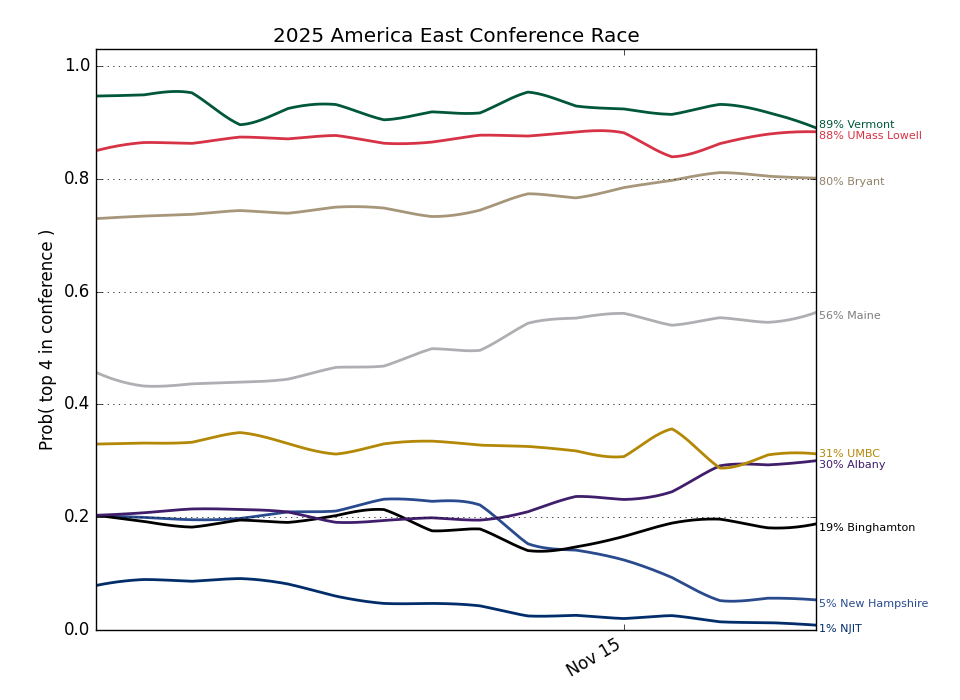 2025 America East Conference Race
Prob( top 4 in conference )
1.0
0.8
0.6
0.4
0.2
0.0
Nov 15
89% Vermont
88% UMass Lowell
80% Bryant
56% Maine
31% UMBC
30% Albany
19% Binghamton
5% New Hampshire
1% NJIT